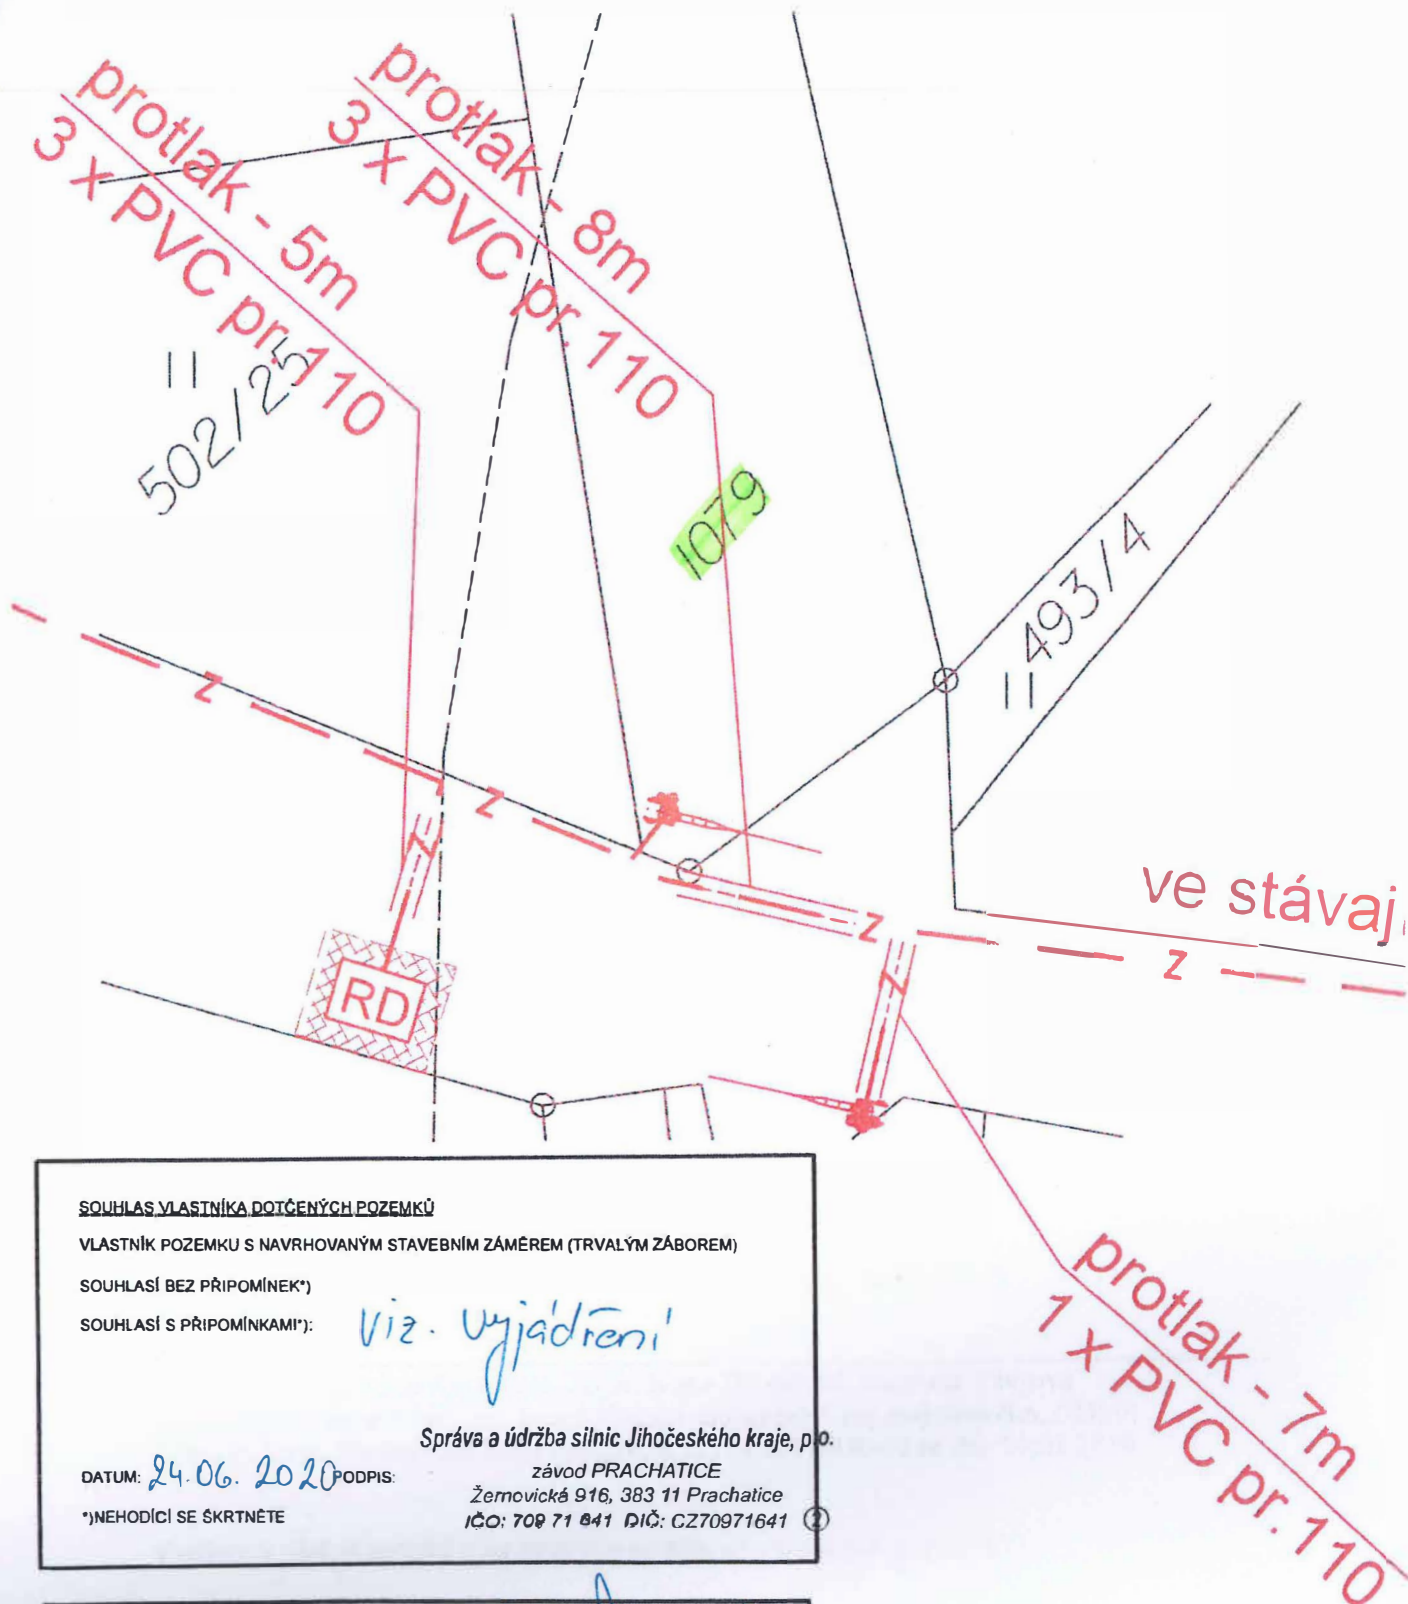 protlak - 5m
3 x PVC pr. 110
protlak - 8m
3 x PVC pr. 110
502/25
1079
493/4
z
z
z
z
z
z
RD
ve stávaj
protlak - 7m
1 x PVC pr. 110
SOUHLAS VLASTNÍKA DOTČENÝCH POZEMKŮ
VLASTNÍK POZEMKU S NAVRHOVANÝM STAVEBNÍM ZÁMĚREM (TRVALÝM ZÁBOREM)
SOUHLASÍ BEZ PŘIPOMÍNEK*)
SOUHLASÍ S PŘIPOMÍNKAMI*): viz. vyjádření
Správa a údržba silnic Jihočeského kraje, p.o.
závod PRACHATICE
DATUM: 24.06. 2020 PODPIS:
Žernovická 916, 383 11 Prachatice
*)NEHODÍCÍ SE ŠKRTNĚTE
IČO: 709 71 641 DIČ: CZ70971641 2